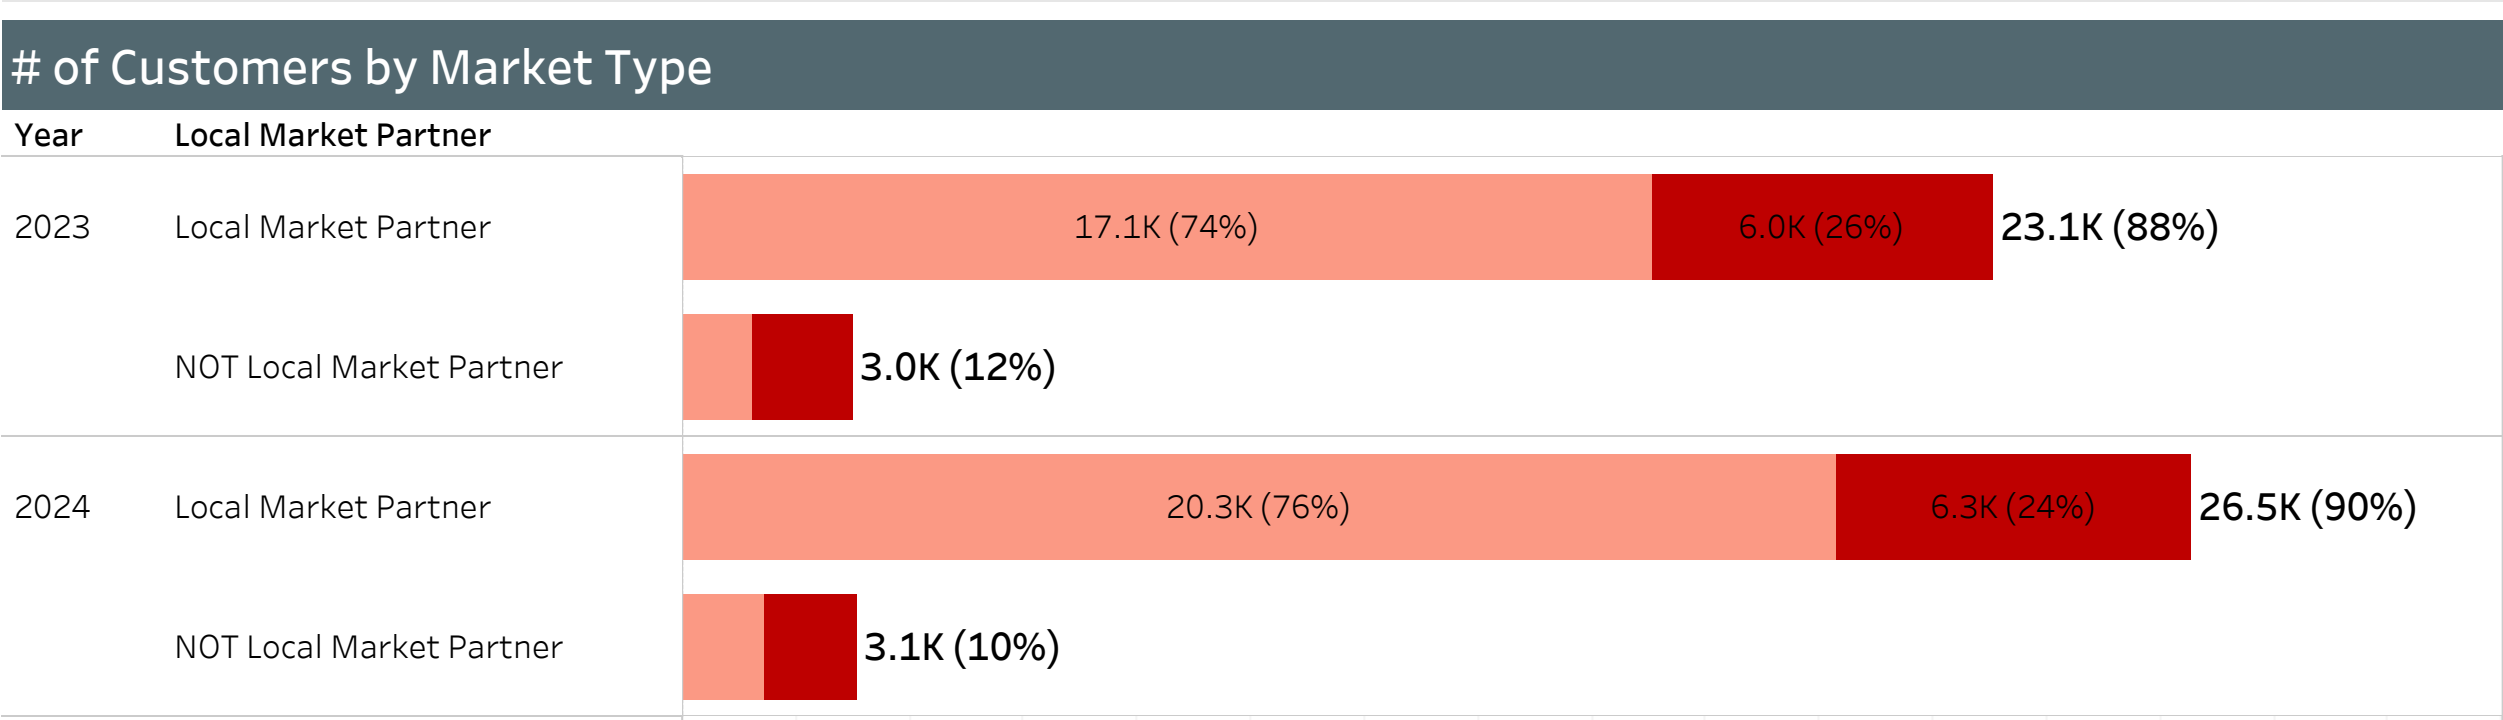 # of Customers by Market Type
Year Local Market Partner
2023 Local Market Partner 17.1K (74%) 6.0K (26%) 23.1K (88%)
NOT Local Market Partner 3.0K (12%)
2024 Local Market Partner 20.3K (76%) 6.3K (24%) 26.5K (90%)
NOT Local Market Partner 3.1K (10%)